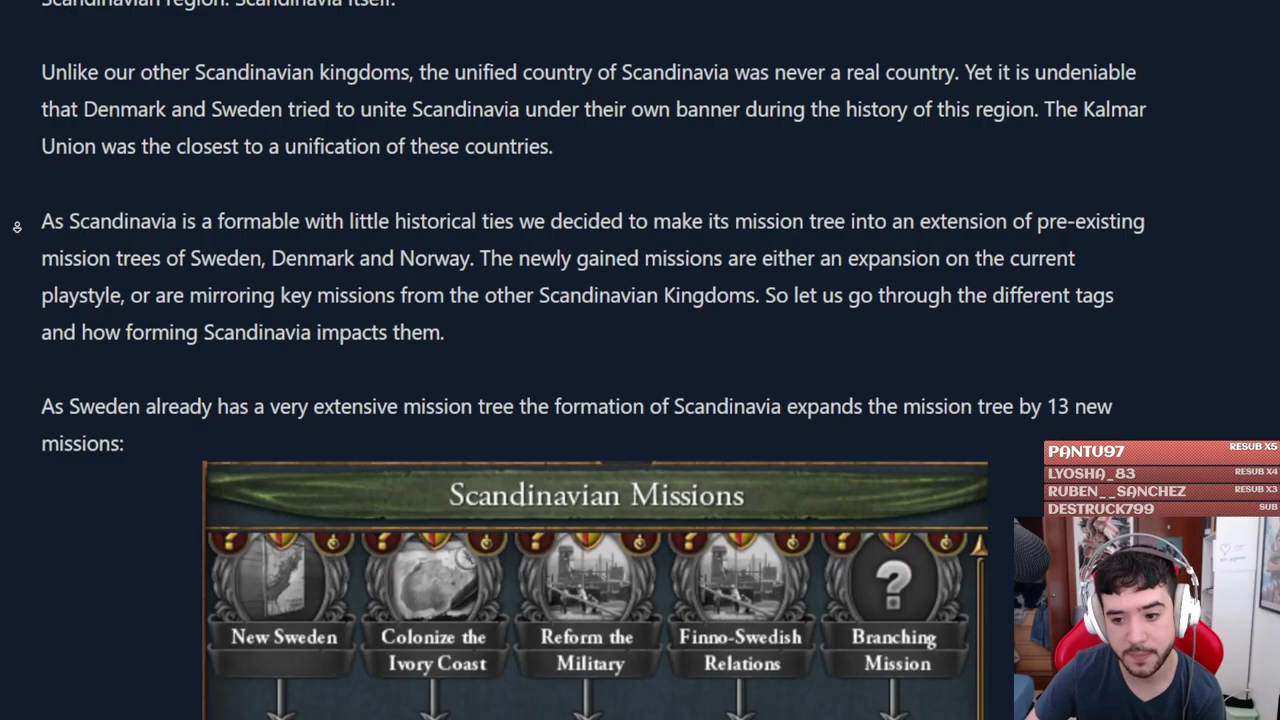 Scandinavian region: Scandinavia itself.
Unlike our other Scandinavian kingdoms, the unified country of Scandinavia was never a real country. Yet it is undeniable
that Denmark and Sweden tried to unite Scandinavia under their own banner during the history of this region. The Kalmar
Union was the closest to a unification of these countries.
As Scandinavia is a formable with little historical ties we decided to make its mission tree into an extension of pre-existing
mission trees of Sweden, Denmark and Norway. The newly gained missions are either an expansion on the current
playstyle, or are mirroring key missions from the other Scandinavian Kingdoms. So let us go through the different tags
and how forming Scandinavia impacts them.
As Sweden already has a very extensive mission tree the formation of Scandinavia expands the mission tree by 13 new
missions:
Scandinavian Missions
New Sweden
Colonize the
Ivory Coast
Reform the
Military
Finno-Swedish
Relations
?
Branching
Mission
PANTU97 RESUB X5
LYOSHA_83 RESUB X4
RUBEN__SANCHEZ RESUB X3
DESTRUCK799 SUB